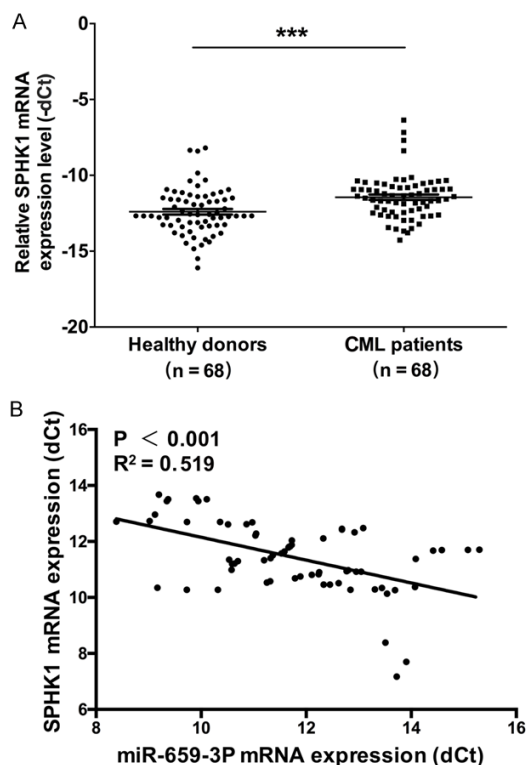 A
***
Relative SPHK1 mRNA
expression level (-dCt)
-0
-5
-10
-15
-20
Healthy donors
(n = 68)
CML patients
(n = 68)
B
P < 0.001
R² = 0.519
SPHK1 mRNA expression (dCt)
16
14
12
10
8
6
8
10
12
14
16
miR-659-3P mRNA expression (dCt)